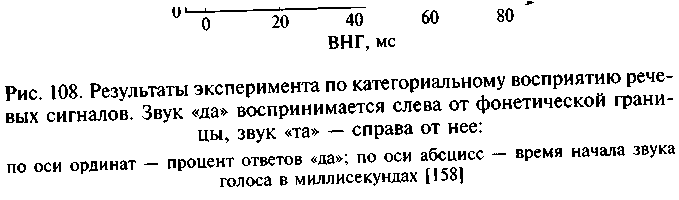 0
0 20 40 60 80
ВНГ, мс
Рис. 108. Результаты эксперимента по категориальному восприятию рече-
вых сигналов. Звук «да» воспринимается слева от фонетической грани-
цы, звук «та» — справа от нее:
по оси ординат — процент ответов «да»; по оси абсцисс — время начала звука
голоса в миллисекундах [158]